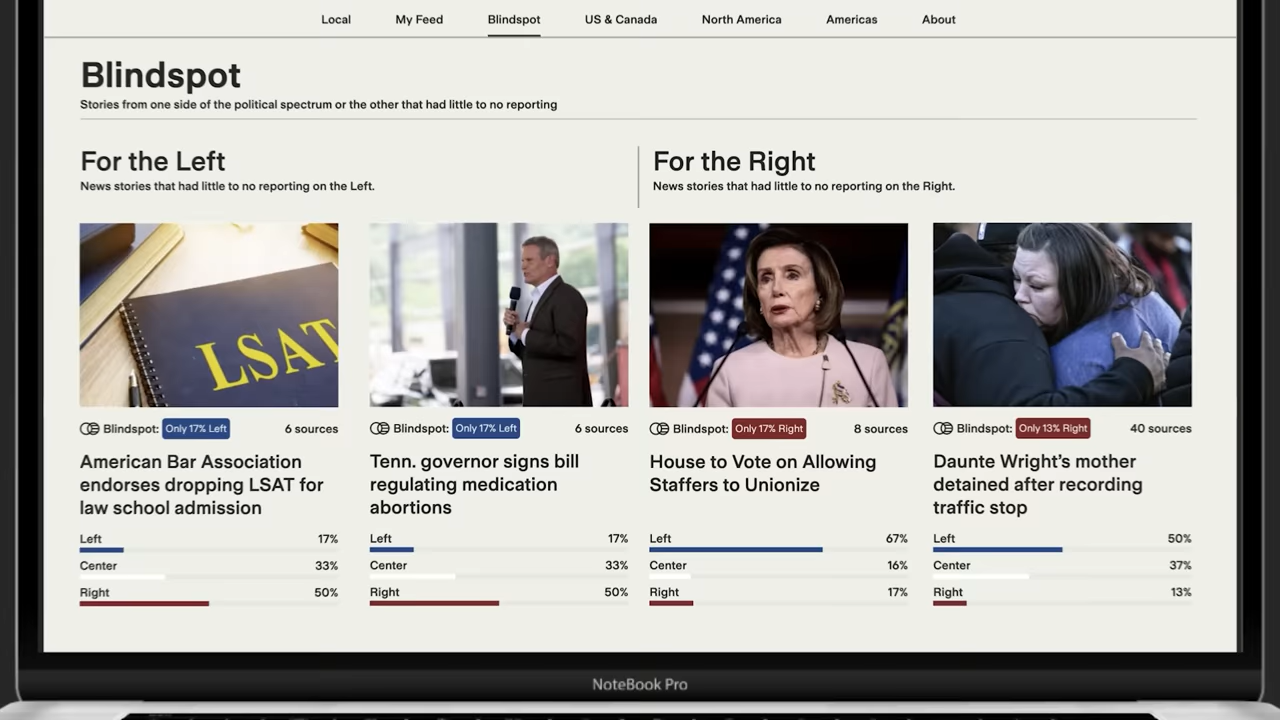 Local My Feed Blindspot US & Canada North America Americas About
Blindspot
Stories from one side of the political spectrum or the other that had little to no reporting
For the Left
News stories that had little to no reporting on the Left.
For the Right
News stories that had little to no reporting on the Right.
LSAT
Blindspot: Only 17% Left 6 sources
American Bar Association
endorses dropping LSAT for
law school admission
Left 17%
Center 33%
Right 50%
Blindspot: Only 17% Left 6 sources
Tenn. governor signs bill
regulating medication
abortions
Left 17%
Center 33%
Right 50%
Blindspot: Only 17% Right 8 sources
House to Vote on Allowing
Staffers to Unionize
Left 67%
Center 16%
Right 17%
Blindspot: Only 13% Right 40 sources
Daunte Wright’s mother
detained after recording
traffic stop
Left 50%
Center 37%
Right 13%
NoteBook Pro